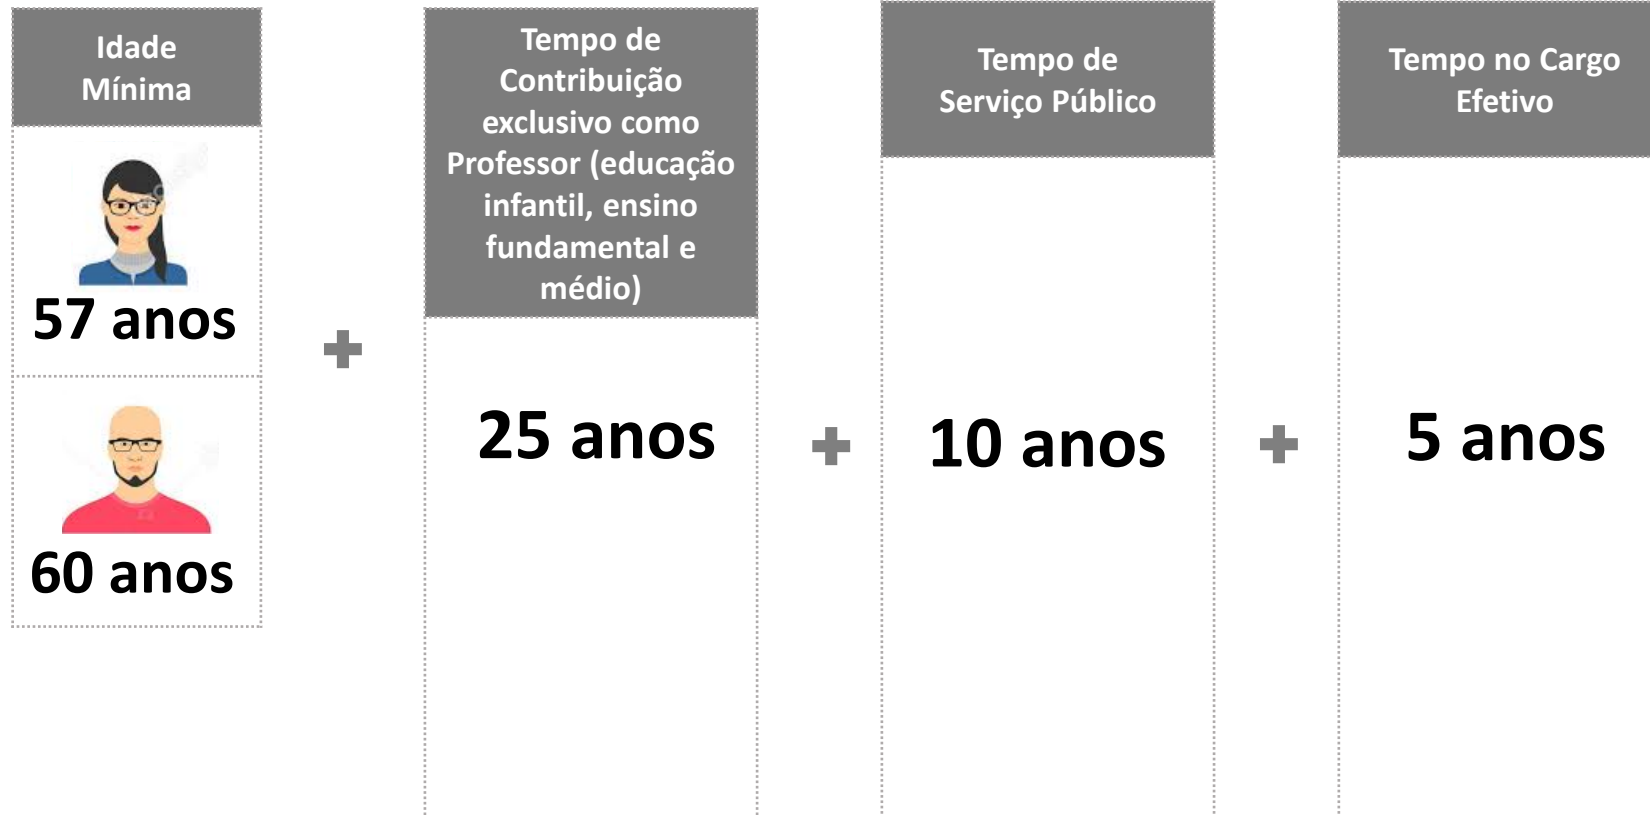 Idade
Mínima
57 anos
60 anos
Tempo de
Contribuição
exclusivo como
Professor (educação
infantil, ensino
fundamental e
médio)
25 anos
Tempo de
Serviço Público
10 anos
Tempo no Cargo
Efetivo
5 anos